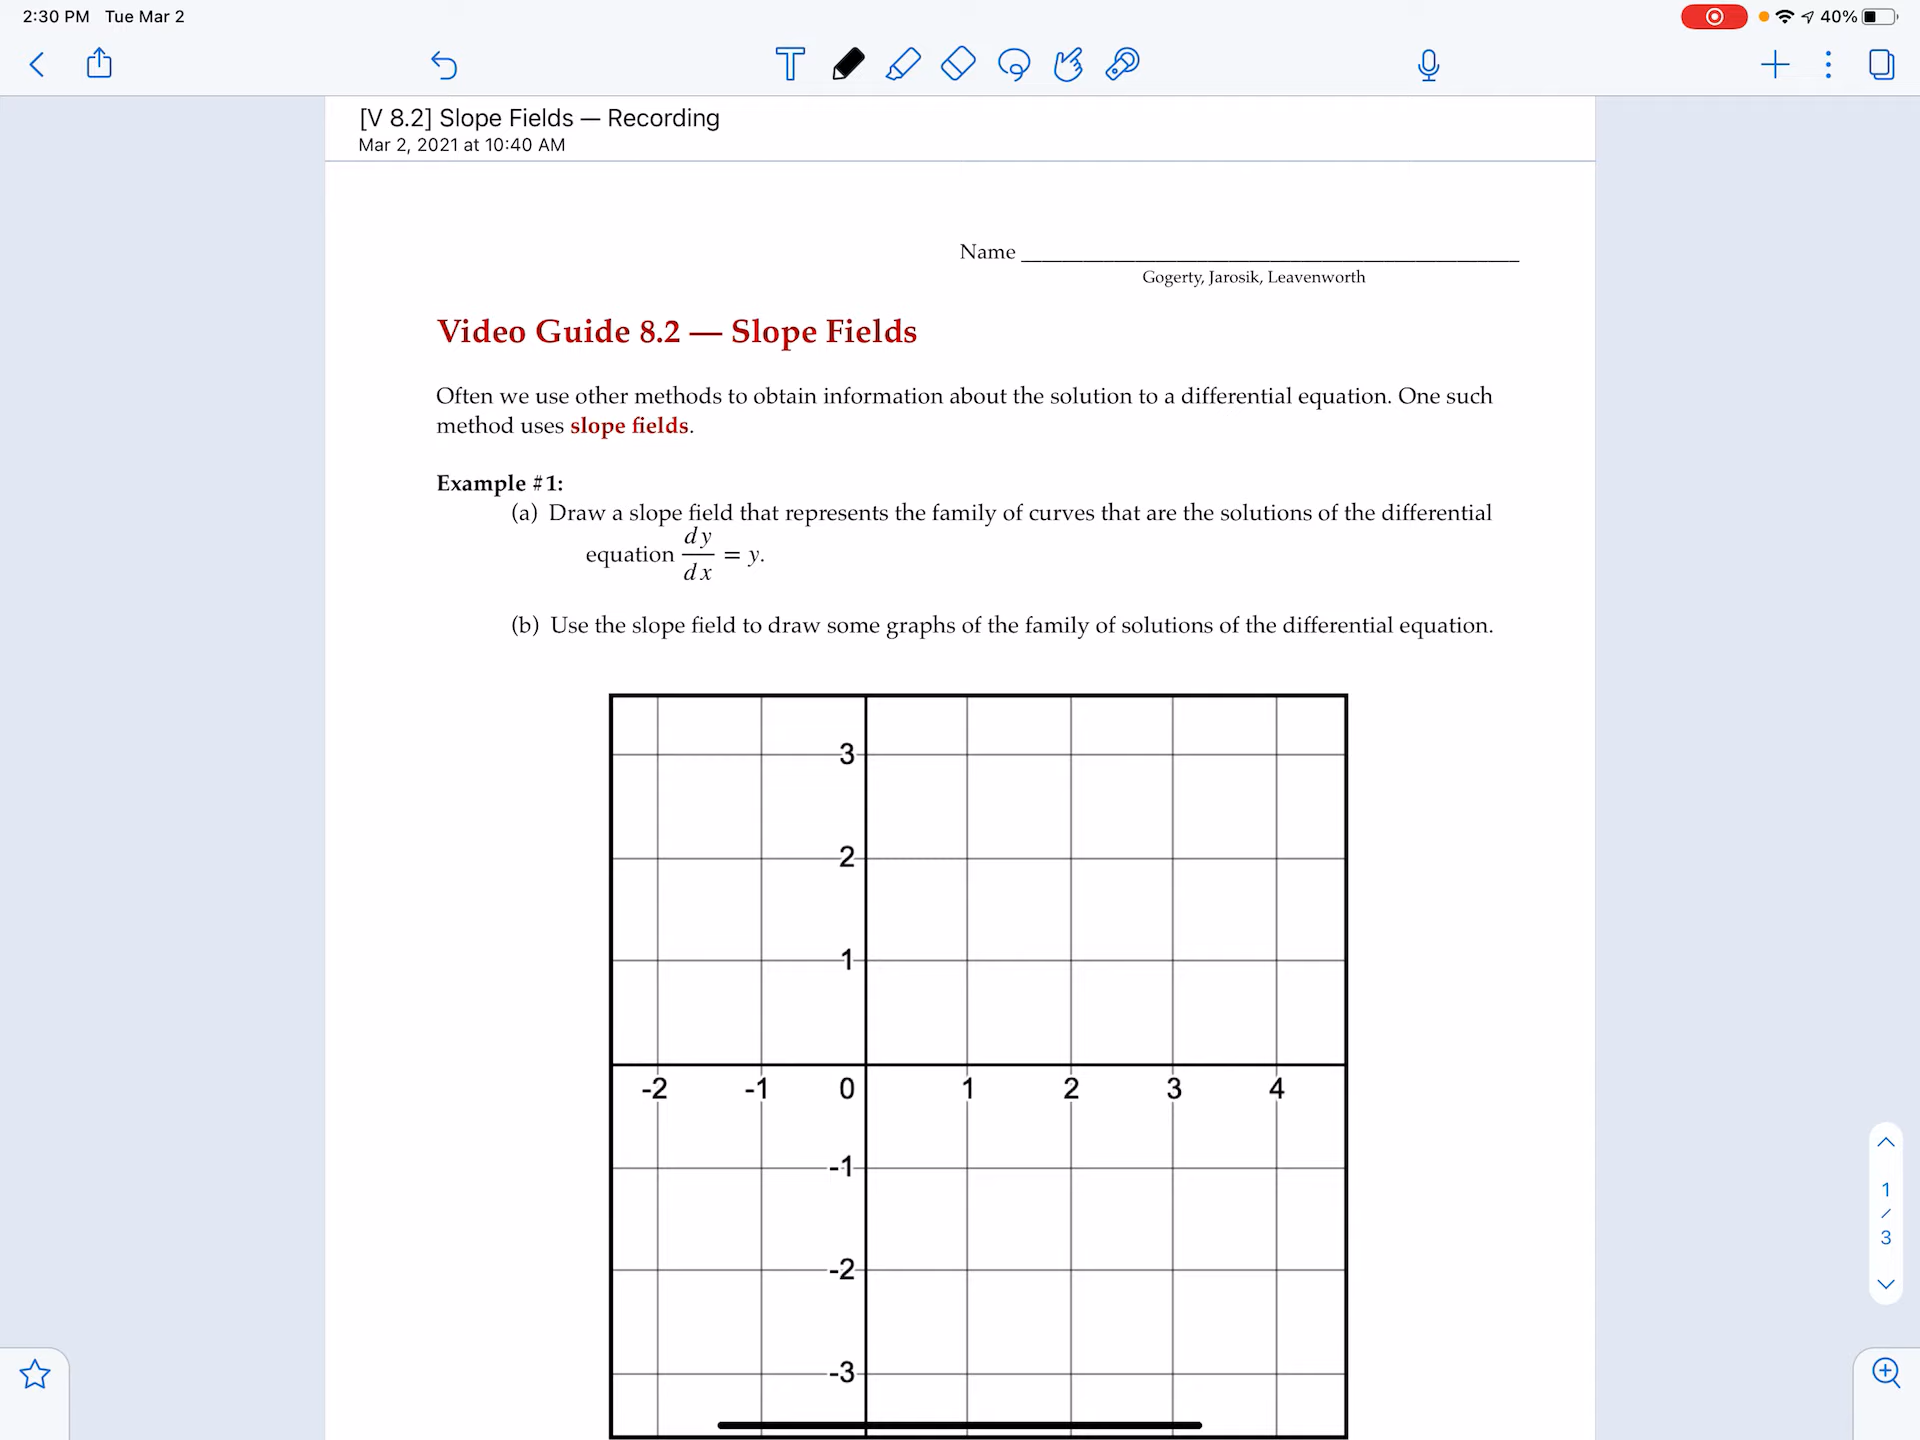 2:30 PM Tue Mar 2
40%
[V 8.2] Slope Fields — Recording
Mar 2, 2021 at 10:40 AM
Name
Gogerty, Jarosik, Leavenworth
Video Guide 8.2 — Slope Fields
Often we use other methods to obtain information about the solution to a differential equation. One such
method uses slope fields.
Example #1:
(a) Draw a slope field that represents the family of curves that are the solutions of the differential
equation dy/dx = y.
(b) Use the slope field to draw some graphs of the family of solutions of the differential equation.
3
2
1
-2 -1 0 1 2 3 4
-1
-2
-3
1
/
3